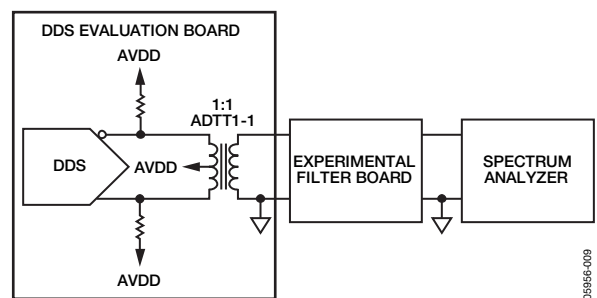 DDS EVALUATION BOARD
AVDD
1:1
ADTT1-1
DDS
AVDD
EXPERIMENTAL
FILTER BOARD
SPECTRUM
ANALYZER
AVDD
05956-009